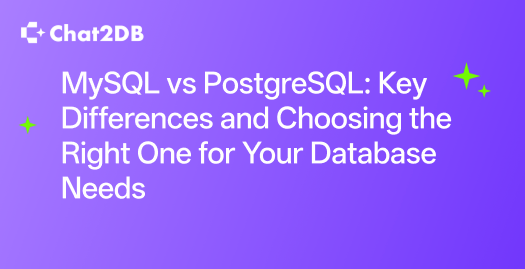 Chat2DB
MySQL vs PostgreSQL: Key
Differences and Choosing the
Right One for Your Database
Needs